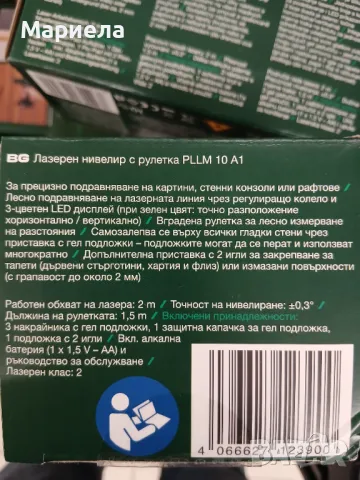 Мариела
BG Лазерен нивелир с рулетка PLLM 10 A1
За прецизно подравняване на картини, стенни конзоли или рафтове /
Лесно подравняване на лазерната линия чрез регулиращо колело и
3-цветен LED дисплей (при зелен цвят: точно разположение
хоризонтално / вертикално) / Вградена рулетка за лесно измерване
на разстояния / Самозалепва се върху всички гладки стени чрез
приставка с гел подложки – подложките могат да се перат и използват
многократно / Допълнителна приставка с 2 игли за закрепване за
тапети (дървени стърготини, хартия и флиз) или измазани повърхности
(с грапавост до около 2 мм)
Работен обхват на лазера: 2 m / Точност на нивелиране: ±0,3° /
Дължина на рулетката: 1,5 m / Включени принадлежности:
3 накрайника с гел подложки, 1 защитна капачка за гел подложка,
1 подложка с 2 игли / Вкл. алкална
батерия (1 x 1,5 V – AA) и
ръководство за обслужване /
Лазерен клас: 2
4 066627 123900